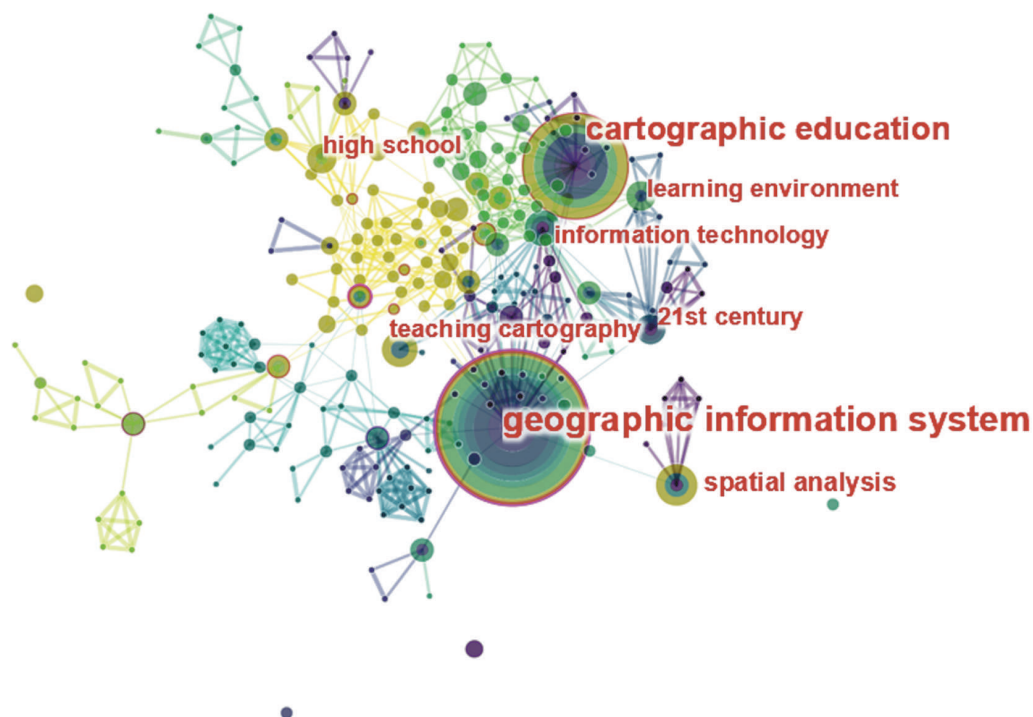 cartographic education
high school
learning environment
information technology
21st century
teaching cartography
geographic information system
spatial analysis